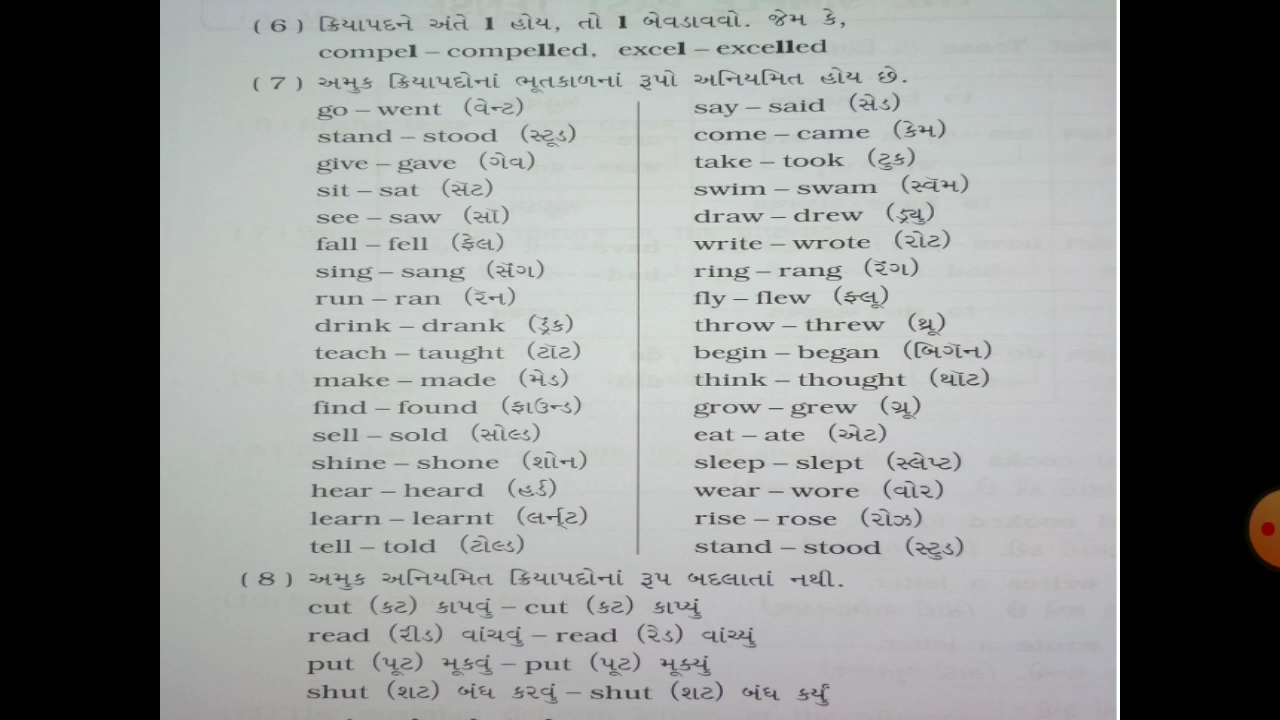 ( 6 ) ક્રિયાપદને અંતે l હોય, તો l બેવડાવવો. જેમ કે,
compel – compelled, excel – excelled
( 7 ) અમુક ક્રિયાપદોનાં ભૂતકાળનાં રૂપો અનિયમિત હોય છે.
go – went (વેન્ટ)
stand – stood (સ્ટૂડ)
give – gave (ગેવ)
sit – sat (સૅટ)
see – saw (સૉ)
fall – fell (ફેલ)
sing – sang (સૅંગ)
run – ran (રૅન)
drink – drank (ડ્રૅંક)
teach – taught (ટૉટ)
make – made (મેડ)
find – found (ફાઉન્ડ)
sell – sold (સોલ્ડ)
shine – shone (શોન)
hear – heard (હર્ડ)
learn – learnt (લર્ન્ટ)
tell – told (ટોલ્ડ)
say – said (સેડ)
come – came (કેમ)
take – took (ટુક)
swim – swam (સ્વૅમ)
draw – drew (ડ્ર્યુ)
write – wrote (રોટ)
ring – rang (રૅંગ)
fly – flew (ફ્લૂ)
throw – threw (થ્રૂ)
begin – began (બિગૅન)
think – thought (થૉટ)
grow – grew (ગ્રૂ)
eat – ate (એટ)
sleep – slept (સ્લેપ્ટ)
wear – wore (વોર)
rise – rose (રોઝ)
stand – stood (સ્ટુડ)
( 8 ) અમુક અનિયમિત ક્રિયાપદોનાં રૂપ બદલાતાં નથી.
cut (કટ) કાપવું – cut (કટ) કાપ્યું
read (રીડ) વાંચવું – read (રેડ) વાંચ્યું
put (પૂટ) મૂકવું – put (પૂટ) મૂક્યું
shut (શટ) બંધ કરવું – shut (શટ) બંધ કર્યું